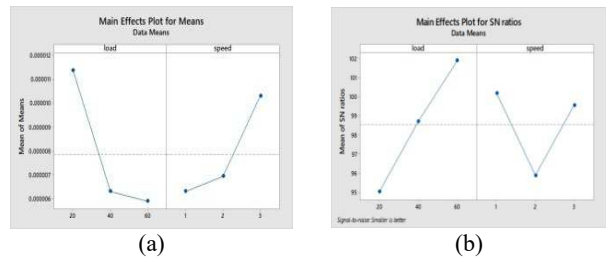 Main Effects Plot for Means
Data Means
load speed
0.000012
0.000011
0.000010
0.000009
0.000008
0.000007
0.000006
Mean of Means
20 40 60 1 2 3
(a)
Main Effects Plot for SN ratios
Data Means
load speed
102
101
100
99
98
97
96
95
Mean of SN ratios
20 40 60 1 2 3
Signal-to-noise: Smaller is better
(b)